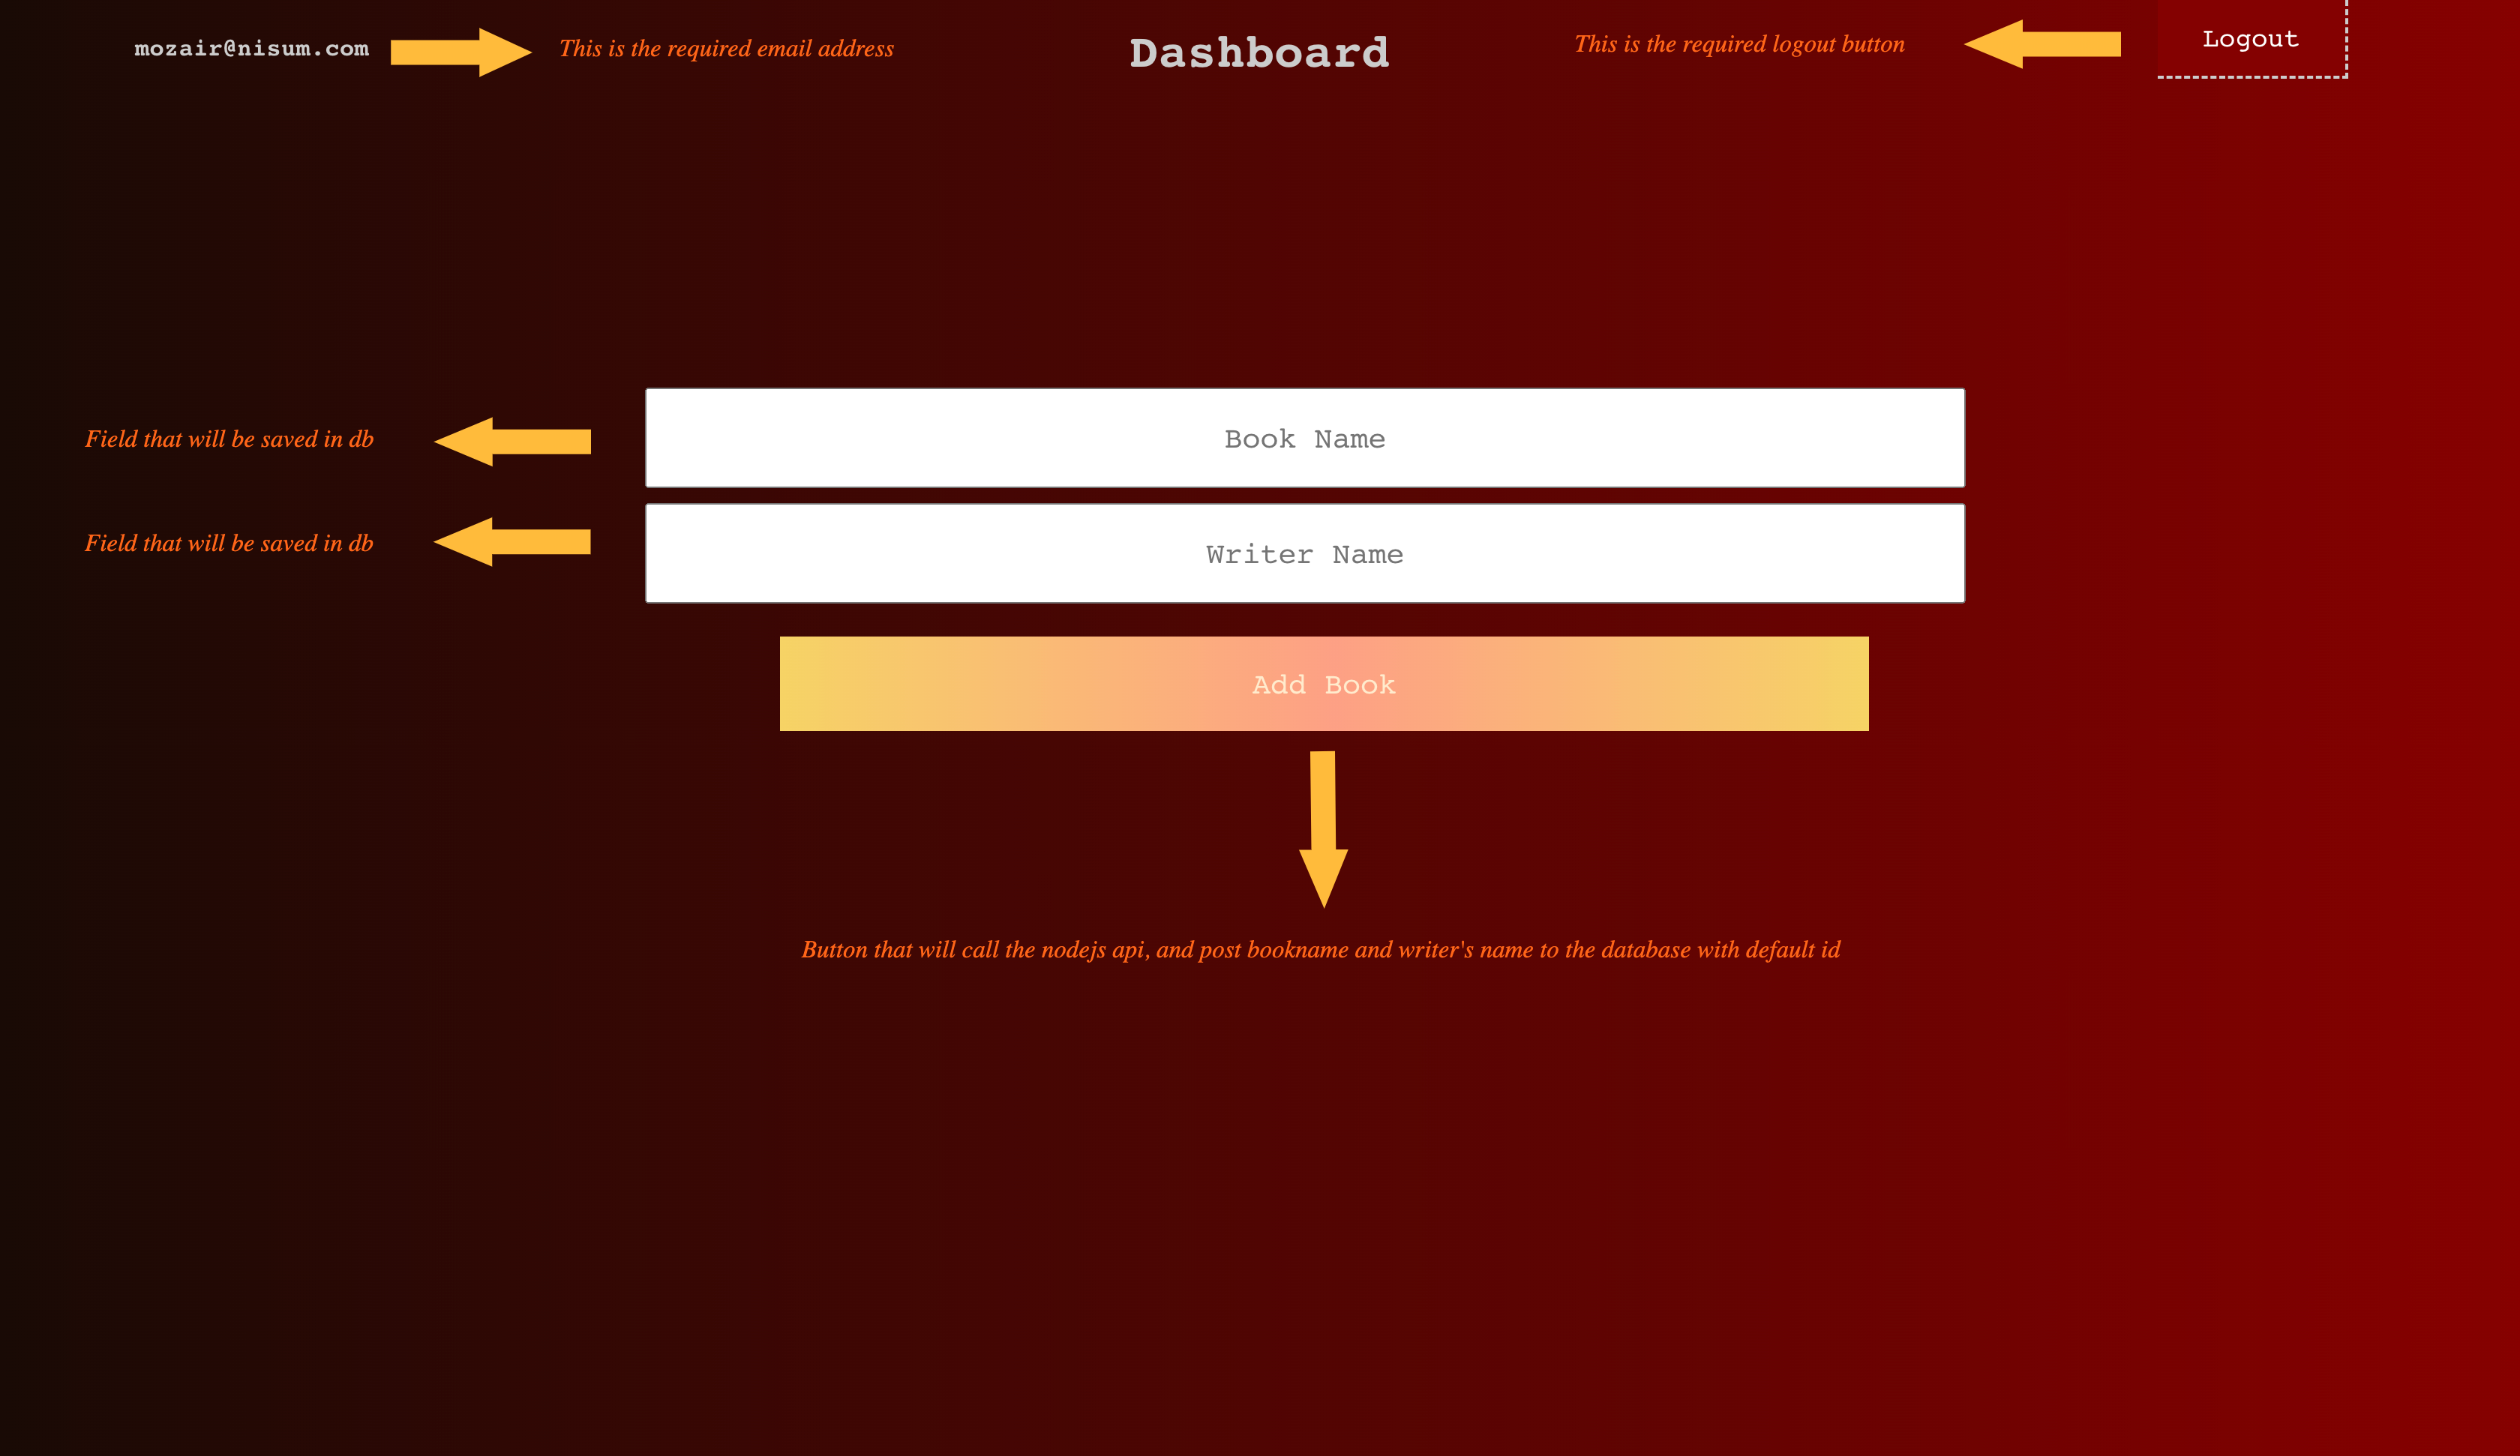 mozair@nisum.com
This is the required email address
Dashboard
This is the required logout button
Logout
Field that will be saved in db
Book Name
Field that will be saved in db
Writer Name
Add Book
Button that will call the nodejs api, and post bookname and writer's name to the database with default id